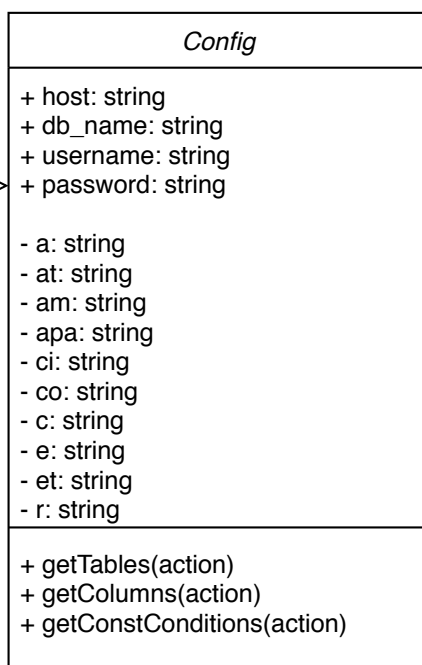 Config
+ host: string
+ db_name: string
+ username: string
+ password: string
- a: string
- at: string
- am: string
- apa: string
- ci: string
- co: string
- c: string
- e: string
- et: string
- r: string
+ getTables(action)
+ getColumns(action)
+ getConstConditions(action)